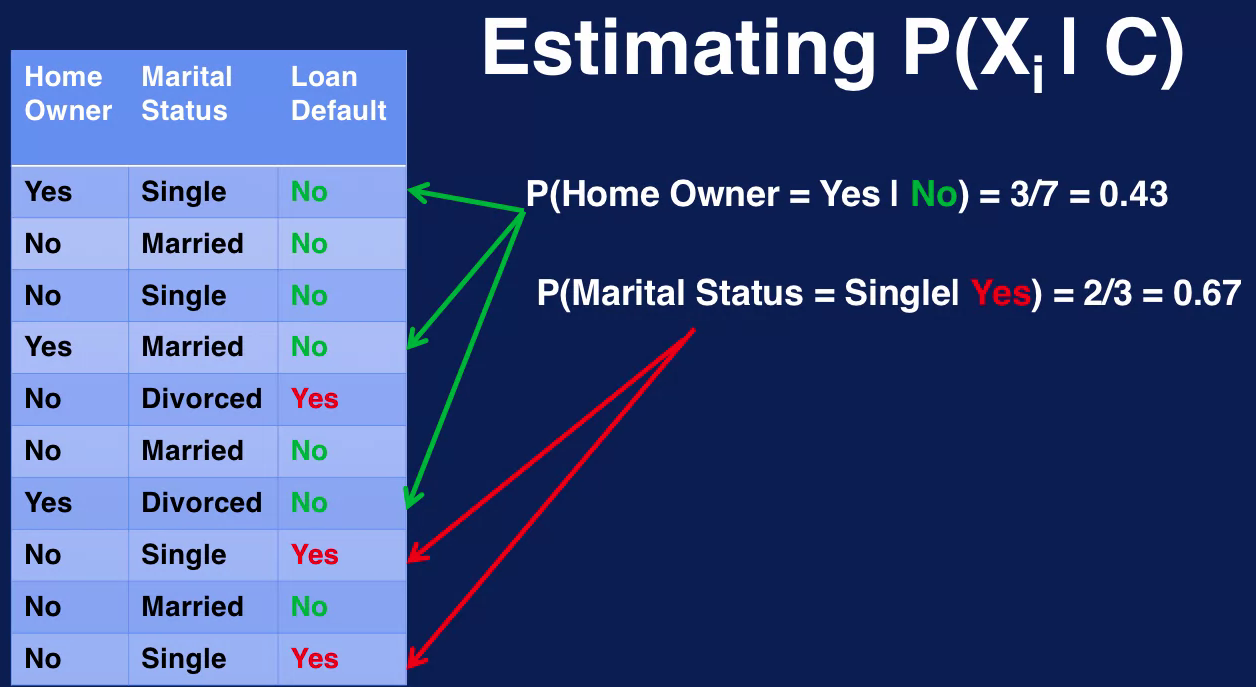 Estimating P(Xi | C)
Home Owner Marital Status Loan Default
Yes Single No
No Married No
No Single No
Yes Married No
No Divorced Yes
No Married No
Yes Divorced No
No Single Yes
No Married No
No Single Yes
P(Home Owner = Yes | No) = 3/7 = 0.43
P(Marital Status = Single| Yes) = 2/3 = 0.67